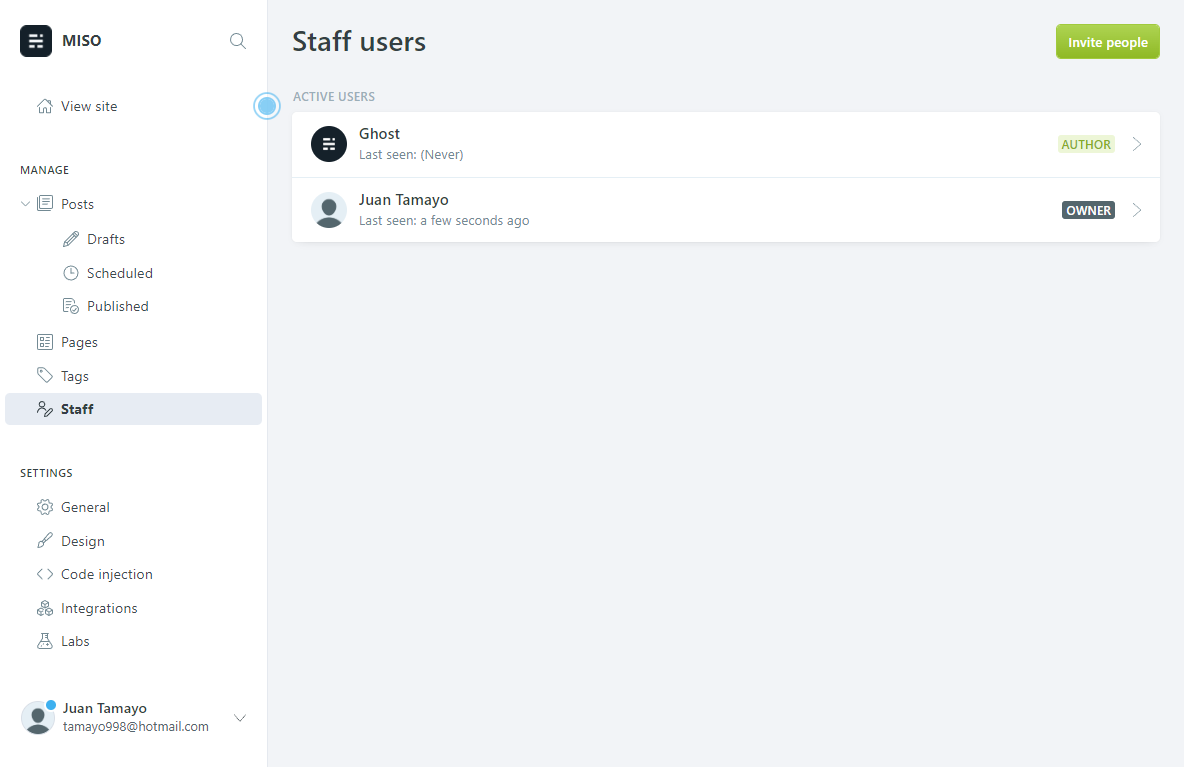 MISO
View site
MANAGE
Posts
Drafts
Scheduled
Published
Pages
Tags
Staff
SETTINGS
General
Design
Code injection
Integrations
Labs
Juan Tamayo
tamayo998@hotmail.com
Staff users
Invite people
ACTIVE USERS
Ghost
Last seen: (Never)
AUTHOR
Juan Tamayo
Last seen: a few seconds ago
OWNER